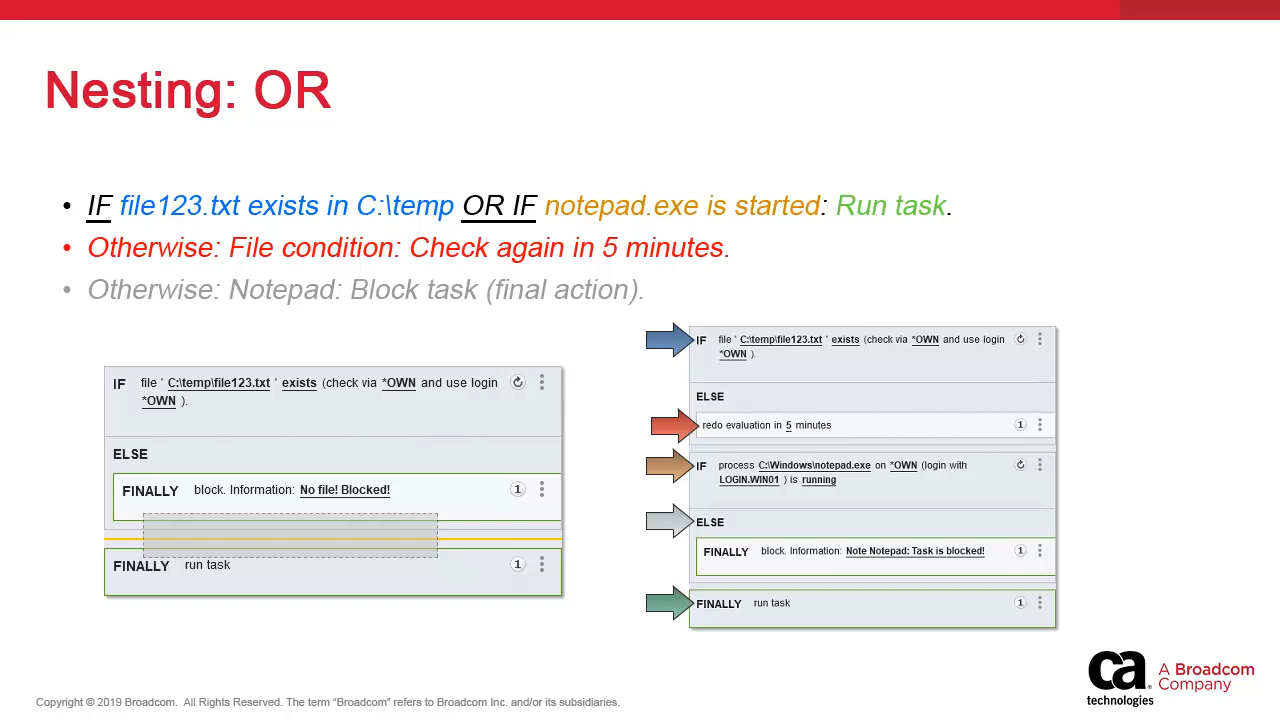 Nesting: OR
• IF file123.txt exists in C:\temp OR IF notepad.exe is started: Run task.
• Otherwise: File condition: Check again in 5 minutes.
• Otherwise: Notepad: Block task (final action).
IF file ' C:\temp\file123.txt ' exists (check via *OWN and use login
*OWN ).
ELSE
FINALLY block. Information: No file! Blocked! 1
FINALLY run task 1
IF file ' C:\temp\file123.txt ' exists (check via *OWN and use login
*OWN ).
ELSE
redo evaluation in 5 minutes 1
IF process C:\Windows\notepad.exe on *OWN (login with
LOGIN.WIN01 ) is running
ELSE
FINALLY block. Information: Note Notepad: Task is blocked! 1
FINALLY run task 1
ca
technologies
A Broadcom
Company
Copyright © 2019 Broadcom. All Rights Reserved. The term “Broadcom” refers to Broadcom Inc. and/or its subsidiaries.